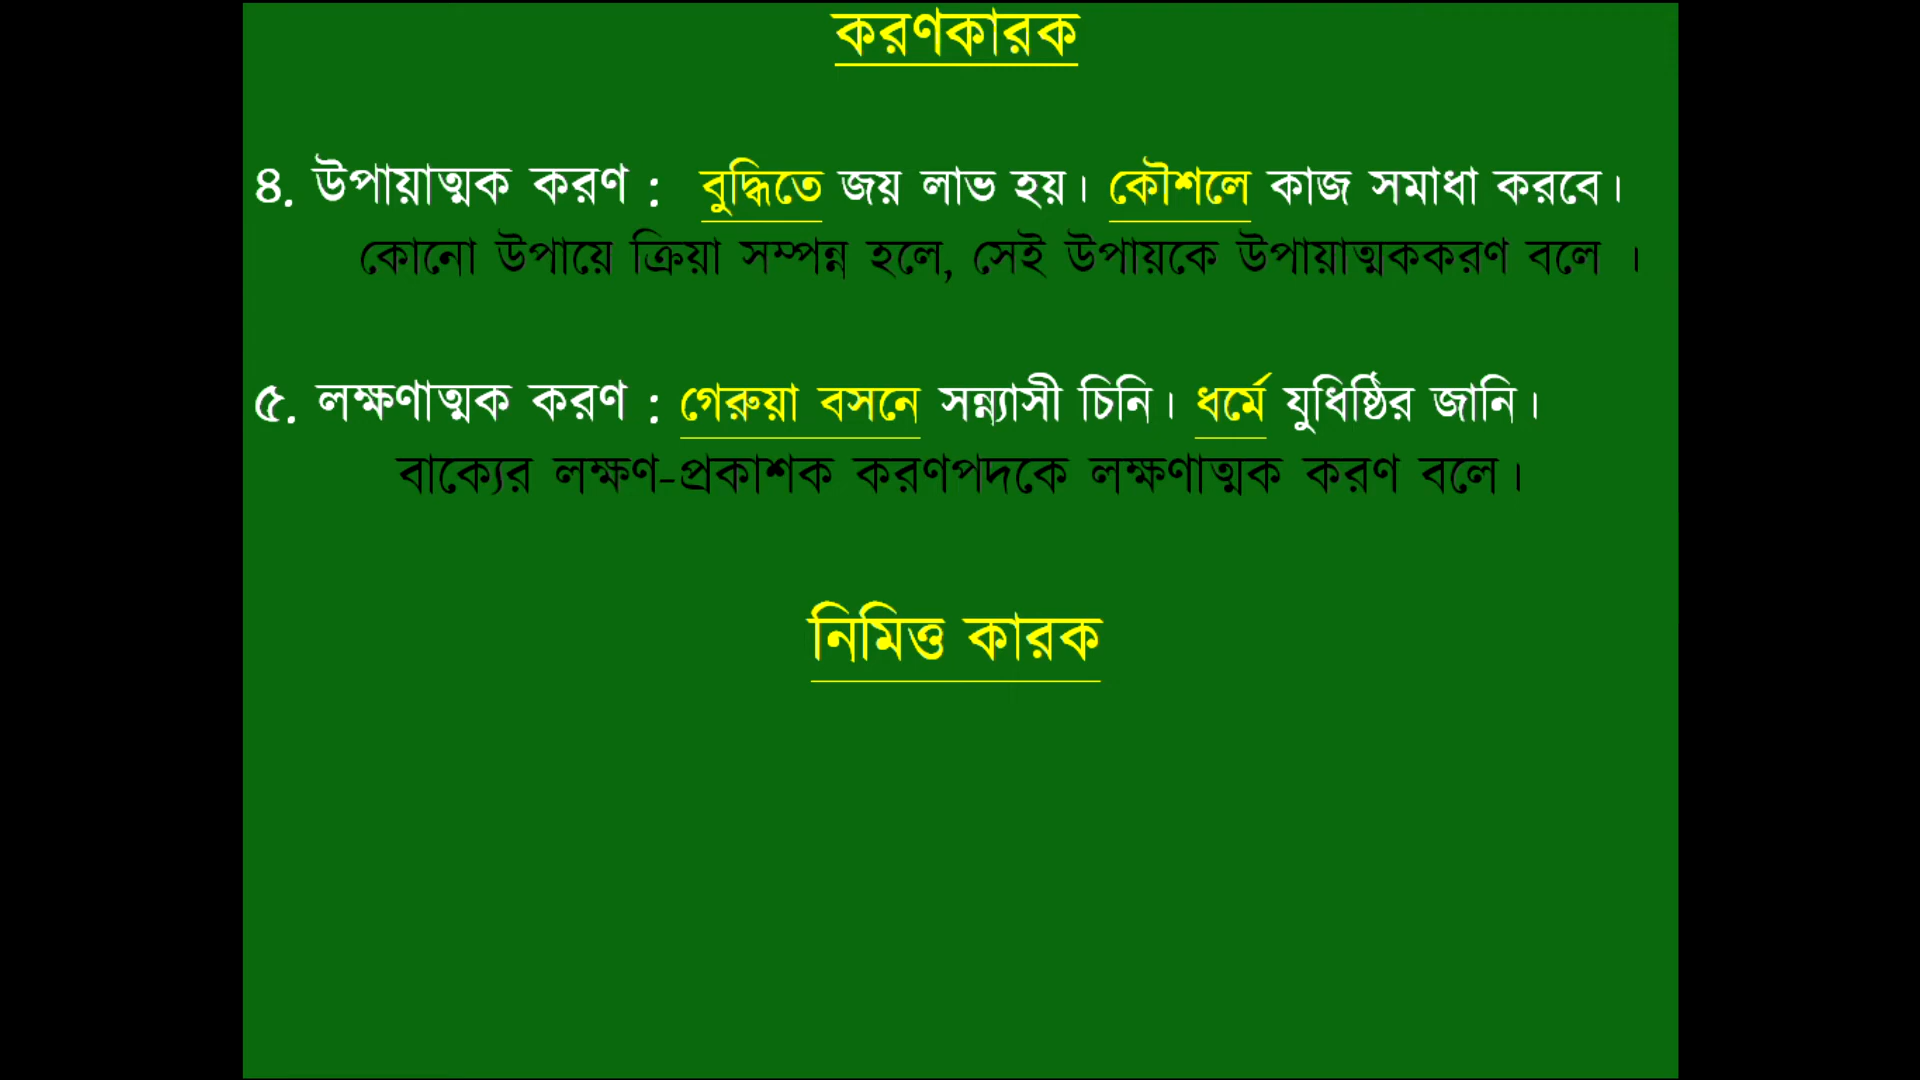 করণকারক
৪. উপায়াত্মক করণ : বুদ্ধিতে জয় লাভ হয়। কৌশলে কাজ সমাধা করবে।
কোনো উপায়ে ক্রিয়া সম্পন্ন হলে, সেই উপায়কে উপায়াত্মককরণ বলে ।
৫. লক্ষণাত্মক করণ : গেরুয়া বসনে সন্ন্যাসী চিনি। ধর্মে যুধিষ্ঠির জানি।
বাক্যের লক্ষণ-প্রকাশক করণপদকে লক্ষণাত্মক করণ বলে।
নিমিত্ত কারক